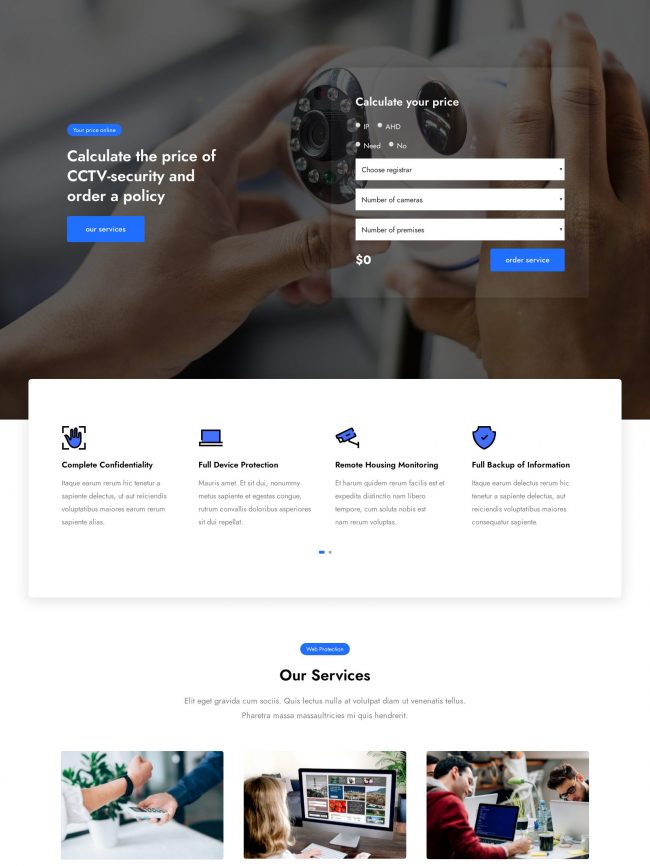 Your price online
Calculate the price of
CCTV-security and
order a policy
our services
Calculate your price
IP AHD
Need No
Choose registrar
Number of cameras
Number of premises
$0 order service
Complete Confidentiality
Itaque earum rerum hic tenetur a
sapiente delectus, ut aut reiciendis
voluptatibus maiores earum rerum
sapiente alias.
Full Device Protection
Mauris amet. Et sit dui, nonummy
metus sapiente et egestas congue,
rutrum convallis doloribus asperiores
sit dui repellat.
Remote Housing Monitoring
Et harum quidem rerum facilis est et
expedita distinctio nam libero
tempore, cum soluta nobis est
nam rerum voluptas.
Full Backup of Information
Itaque earum delectus rerum hic
tenetur a sapiente delectus, aut
reiciendis voluptatibus maiores
consequatur sapiente.
Web Protection
Our Services
Elit eget gravida cum sociis. Quis lectus nulla at volutpat diam ut venenatis tellus.
Pharetra massa massaultricies mi quis hendrerit.